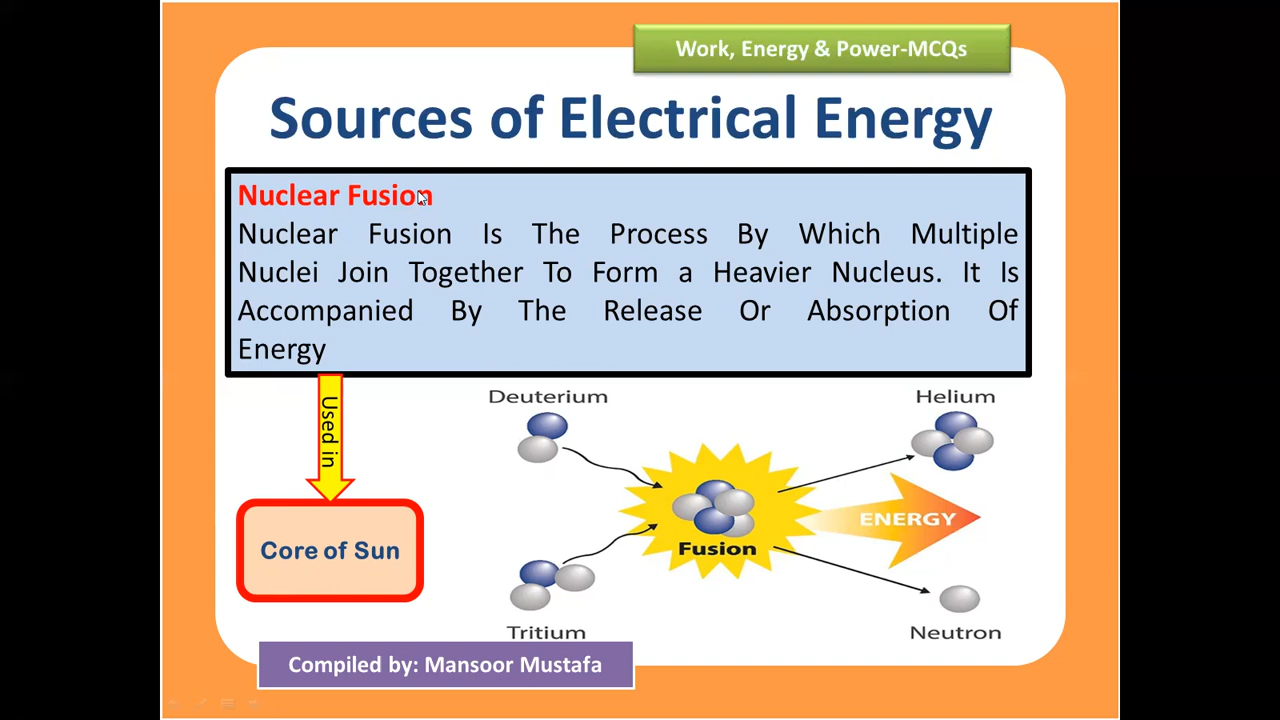 Work, Energy & Power-MCQs
Sources of Electrical Energy
Nuclear Fusion
Nuclear Fusion Is The Process By Which Multiple
Nuclei Join Together To Form a Heavier Nucleus. It Is
Accompanied By The Release Or Absorption Of
Energy
Used in
Core of Sun
Deuterium
Helium
ENERGY
Fusion
Tritium
Neutron
Compiled by: Mansoor Mustafa